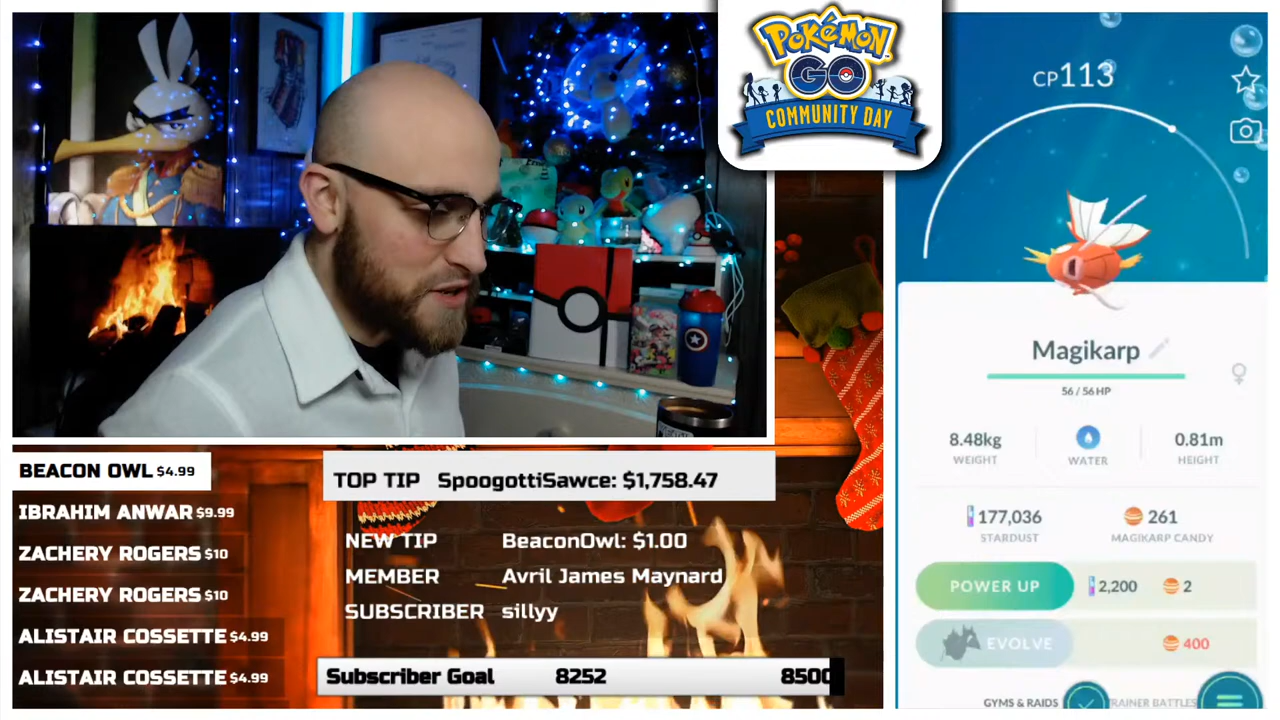 POKÉMON
GO
COMMUNITY DAY
CP113
Magikarp
56 / 56 HP
8.48kg
WEIGHT
WATER
0.81m
HEIGHT
177,036
STARDUST
261
MAGIKARP CANDY
POWER UP
2,200
2
EVOLVE
400
GYMS & RAIDS
TRAINER BATTLES
BEACON OWL $4.99
IBRAHIM ANWAR $9.99
ZACHERY ROGERS $10
ZACHERY ROGERS $10
ALISTAIR COSSETTE $4.99
ALISTAIR COSSETTE $4.99
TOP TIP SpoogottiSawce: $1,758.47
NEW TIP BeaconOwl: $1.00
MEMBER Avril James Maynard
SUBSCRIBER sillyy
Subscriber Goal 8252 8500